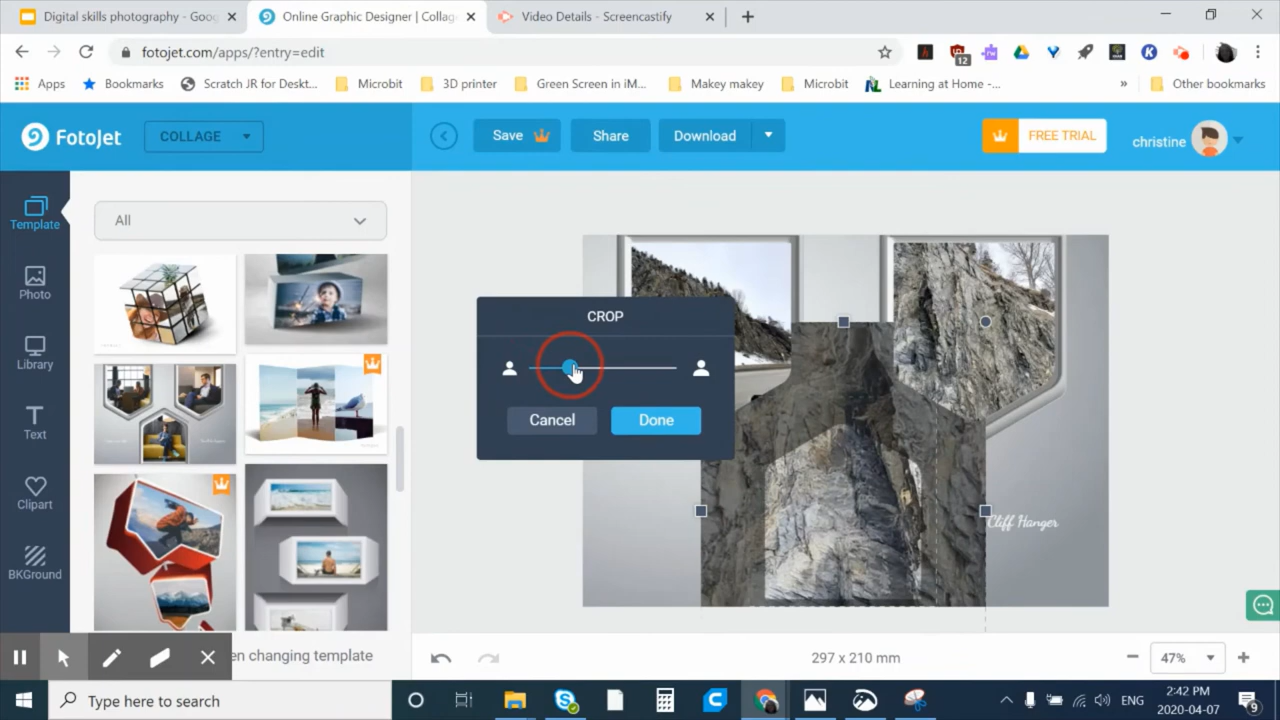 Digital skills photography - Goo
Online Graphic Designer | Collag
Video Details - Screencastify
fotojet.com/apps/?entry=edit
12
Apps
Bookmarks
Scratch JR for Deskt...
Microbit
3D printer
Green Screen in iM...
Makey makey
Microbit
Learning at Home -...
»
Other bookmarks
FotoJet
COLLAGE
Save
Share
Download
FREE TRIAL
christine
Template
Photo
Library
Text
Clipart
BKGround
All
CROP
Cancel
Done
Cliff Hanger
en changing template
297 x 210 mm
47%
Type here to search
ENG
2:42 PM
2020-04-07
9